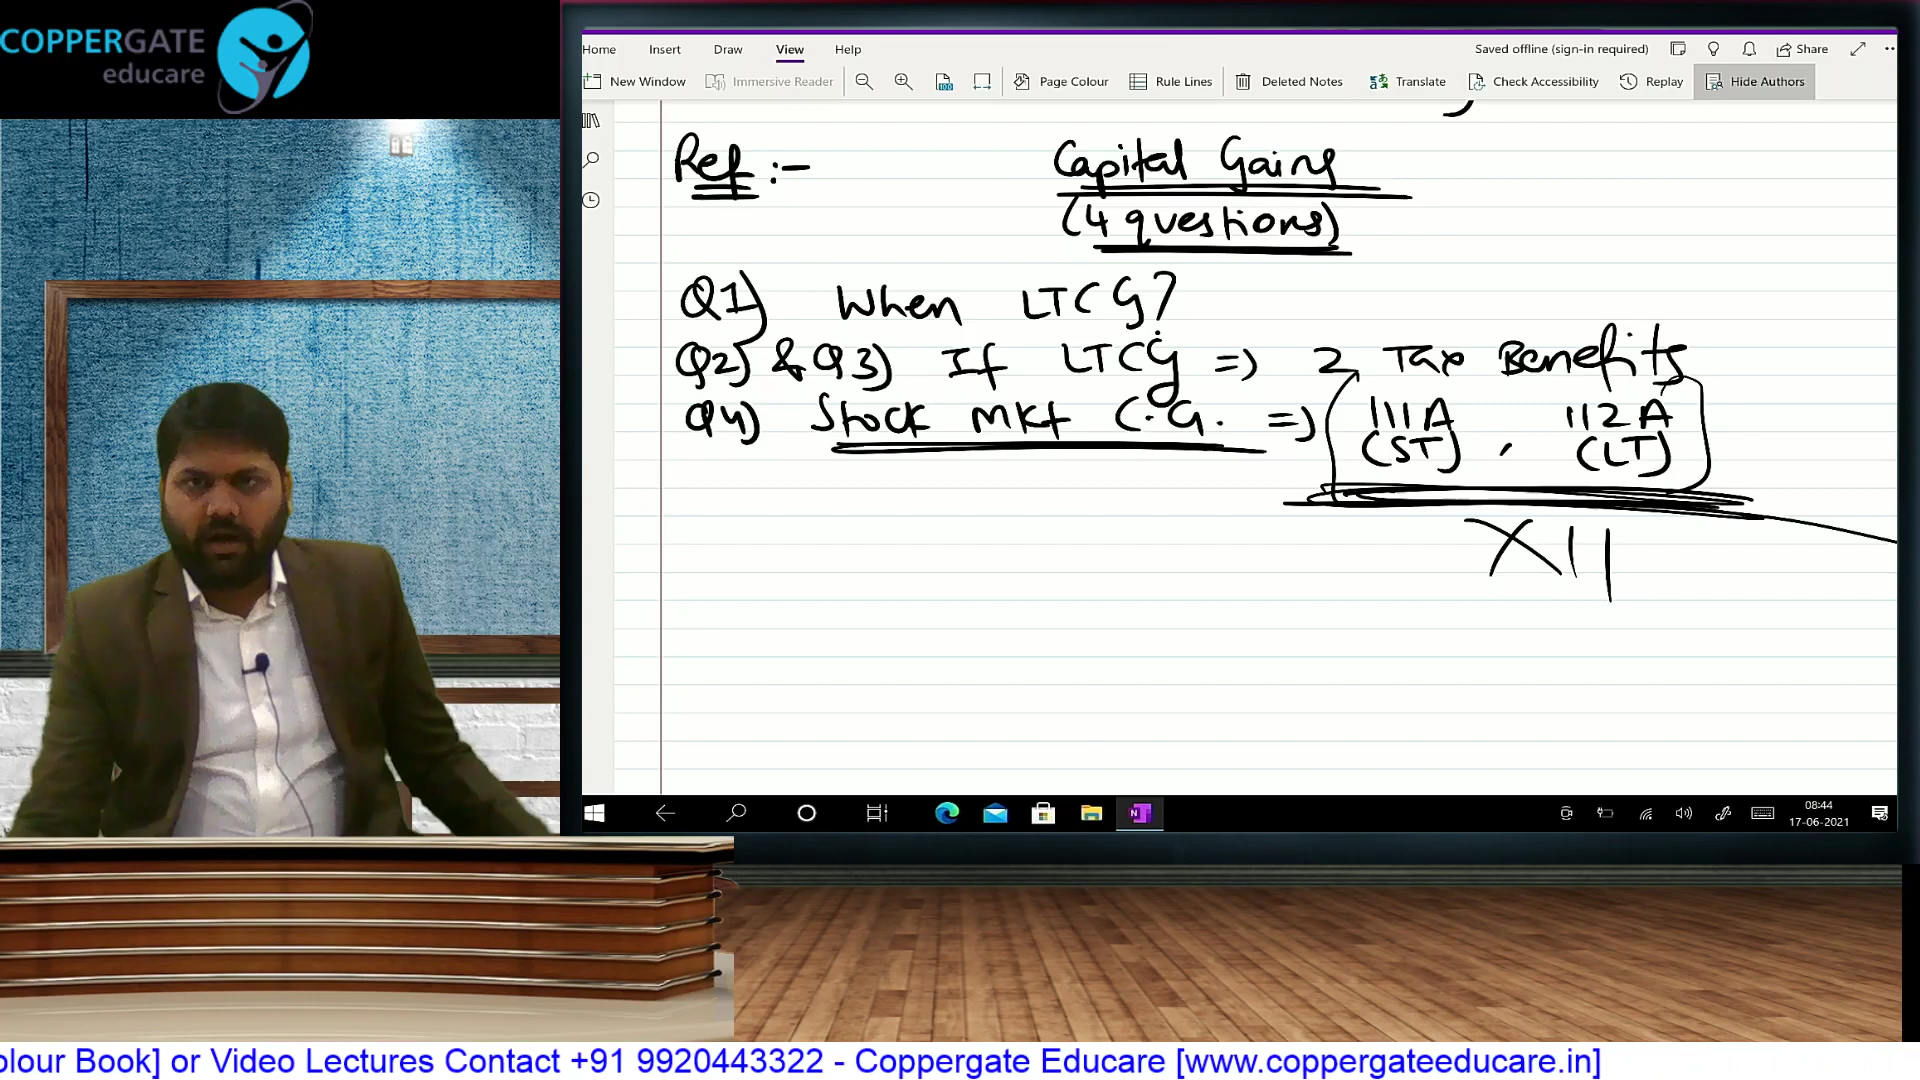 COPPERGATE
educare
Home Insert Draw View Help
Saved offline (sign-in required) Share
New Window Immersive Reader Page Colour Rule Lines Deleted Notes Translate Check Accessibility Replay Hide Authors
Ref :- Capital Gains
(4 questions)
Q1) When LTCG?
Q2) & Q3) If LTCG => 2 Tax Benefits
Q4) Stock Mkt C.G. => 111A , 112A
(ST) (LT)
XII
08:44
17-06-2021
olour Book] or Video Lectures Contact +91 9920443322 - Coppergate Educare [www.coppergateeducare.in]